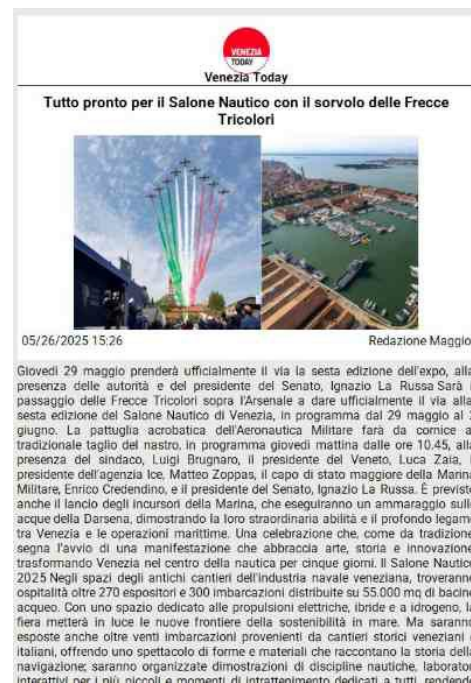 VENEZIA
TODAY
Venezia Today
Tutto pronto per il Salone Nautico con il sorvolo delle Frecce
Tricolori
05/26/2025 15:26
Redazione Maggio
Giovedì 29 maggio prenderà ufficialmente il via la sesta edizione dell'expo, alla
presenza delle autorità e del presidente del Senato, Ignazio La Russa Sarà
passaggio delle Frecce Tricolori sopra l'Arsenale a dare ufficialmente il via alla
sesta edizione del Salone Nautico di Venezia, in programma dal 29 maggio al
giugno. La pattuglia acrobatica dell'Aeronautica Militare farà da cornice al
tradizionale taglio del nastro, in programma giovedì mattina dalle ore 10.45, alla
presenza del sindaco, Luigi Brugnaro, il presidente del Veneto, Luca Zaia,
presidente dell'agenzia Ice, Matteo Zoppas, il capo di stato maggiore della Marina
Militare, Enrico Credendino, e il presidente del Senato, Ignazio La Russa. È previsto
anche il lancio degli incursori della Marina, che eseguiranno un ammaraggio sulle
acque della Darsena, dimostrando la loro straordinaria abilità e il profondo legame
tra Venezia e le operazioni marittime. Una celebrazione che, come da tradizione,
segna l'avvio di una manifestazione che abbraccia arte, storia e innovazione
trasformando Venezia nel centro della nautica per cinque giorni. Il Salone Nautico
2025 Negli spazi degli antichi cantieri dell'industria navale veneziana, troveranno
ospitalità oltre 270 espositori e 300 imbarcazioni distribuite su 55.000 mq di bacino
acqueo. Con uno spazio dedicato alle propulsioni elettriche, ibride e a idrogeno, la
fiera metterà in luce le nuove frontiere della sostenibilità in mare. Ma saranno
esposte anche oltre venti imbarcazioni provenienti da cantieri storici veneziani e
italiani, offrendo uno spettacolo di forme e materiali che raccontano la storia della
navigazione; saranno organizzate dimostrazioni di discipline nautiche, laboratori
interattivi per i più piccoli e momenti di intrattenimento dedicati a tutti, rendendo